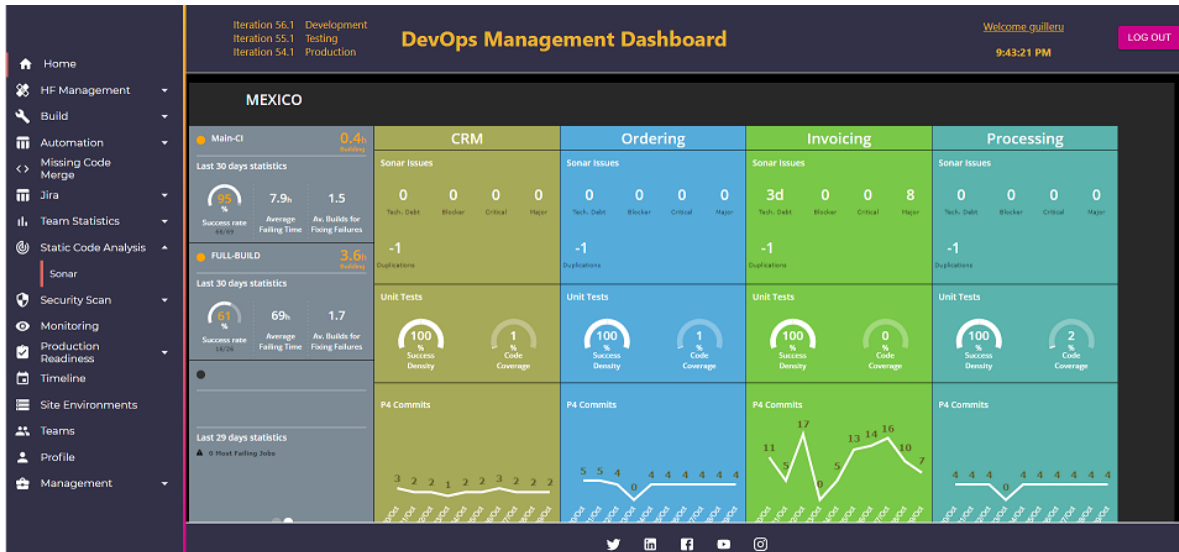 Iteration 56.1 Development
Iteration 55.1 Testing
Iteration 54.1 Production
DevOps Management Dashboard
Welcome guilleru
9:43:21 PM
LOG OUT
Home
HF Management
Build
Automation
Missing Code
Merge
Jira
Team Statistics
Static Code Analysis
Sonar
Security Scan
Monitoring
Production
Readiness
Timeline
Site Environments
Teams
Profile
Management
MEXICO
Main-CI
0.4h
Building
Last 30 days statistics
95
%
Success rate
66/69
7.9h
Average
Failing Time
1.5
Av. Builds for
Fixing Failures
FULL-BUILD
3.6h
Building
Last 30 days statistics
61
%
Success rate
16/26
69h
Average
Failing Time
1.7
Av. Builds for
Fixing Failures
Last 29 days statistics
0 Most Failing Jobs
CRM
Sonar Issues
0 0 0 0
Tech. Debt Blocker Critical Major
-1
Duplications
Unit Tests
100
%
Success
Density
1
%
Code
Coverage
P4 Commits
3 2 2 1 2 2 3 2 2 2
Ordering
Sonar Issues
0 0 0 0
Tech. Debt Blocker Critical Major
-1
Duplications
Unit Tests
100
%
Success
Density
1
%
Code
Coverage
P4 Commits
5 5 4 0 4 4 4 4 4 4
Invoicing
Sonar Issues
3d 0 0 8
Tech. Debt Blocker Critical Major
-1
Duplications
Unit Tests
100
%
Success
Density
0
%
Code
Coverage
P4 Commits
11 5 17 0 5 13 14 16 10 7
Processing
Sonar Issues
0 0 0 0
Tech. Debt Blocker Critical Major
-1
Duplications
Unit Tests
100
%
Success
Density
2
%
Code
Coverage
P4 Commits
4 4 4 0 4 4 4 4 4 4